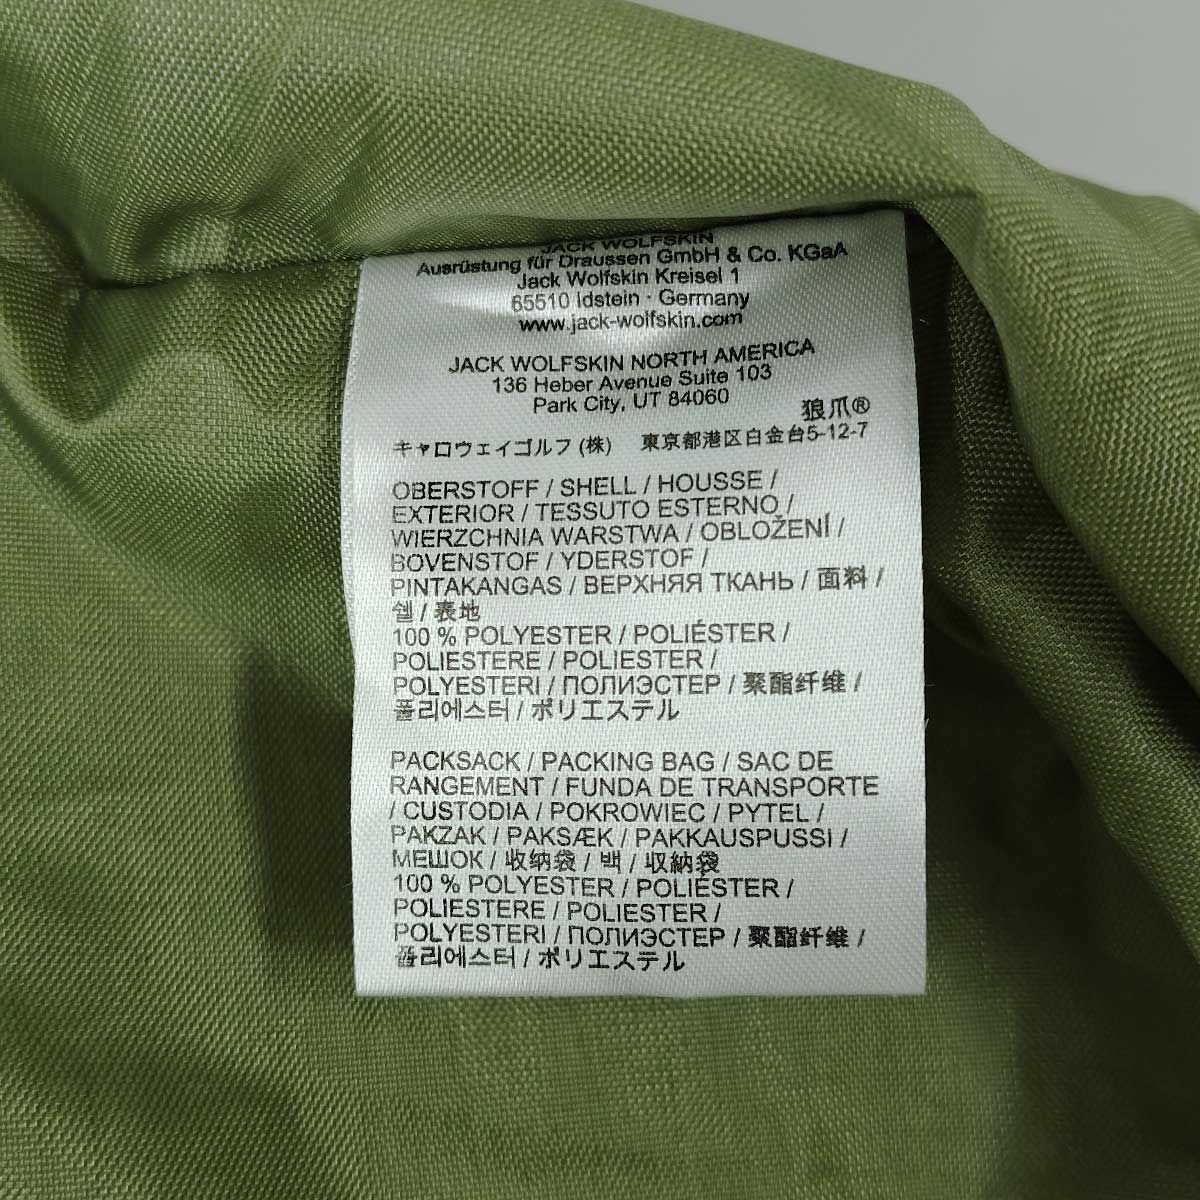 JACK WOLFSKIN
Ausrüstung für Draussen GmbH & Co. KGaA
Jack Wolfskin Kreisel 1
65510 Idstein · Germany
www.jack-wolfskin.com
JACK WOLFSKIN NORTH AMERICA
136 Heber Avenue Suite 103
Park City, UT 84060
狼爪®
キャロウェイゴルフ (株) 東京都港区白金台5-12-7
OBERSTOFF / SHELL / HOUSSE /
EXTERIOR / TESSUTO ESTERNO /
WIERZCHNIA WARSTWA / OBLOŽENÍ /
BOVENSTOF / YDERSTOF /
PINTAKANGAS / ВЕРХНЯЯ ТКАНЬ / 面料 /
쉘 / 表地
100 % POLYESTER / POLIÉSTER /
POLIESTERE / POLIESTER /
POLYESTERI / ПОЛИЭСТЕР / 聚酯纤维 /
폴리에스터 / ポリエステル
PACKSACK / PACKING BAG / SAC DE
RANGEMENT / FUNDA DE TRANSPORTE
/ CUSTODIA / POKROWIEC / PYTEL /
PAKZAK / PAKSÆK / PAKKAUSPUSSI /
МЕШОК / 收纳袋 / 백 / 収納袋
100 % POLYESTER / POLIÉSTER /
POLIESTERE / POLIESTER /
POLYESTERI / ПОЛИЭСТЕР / 聚酯纤维 /
폴리에스터 / ポリエステル